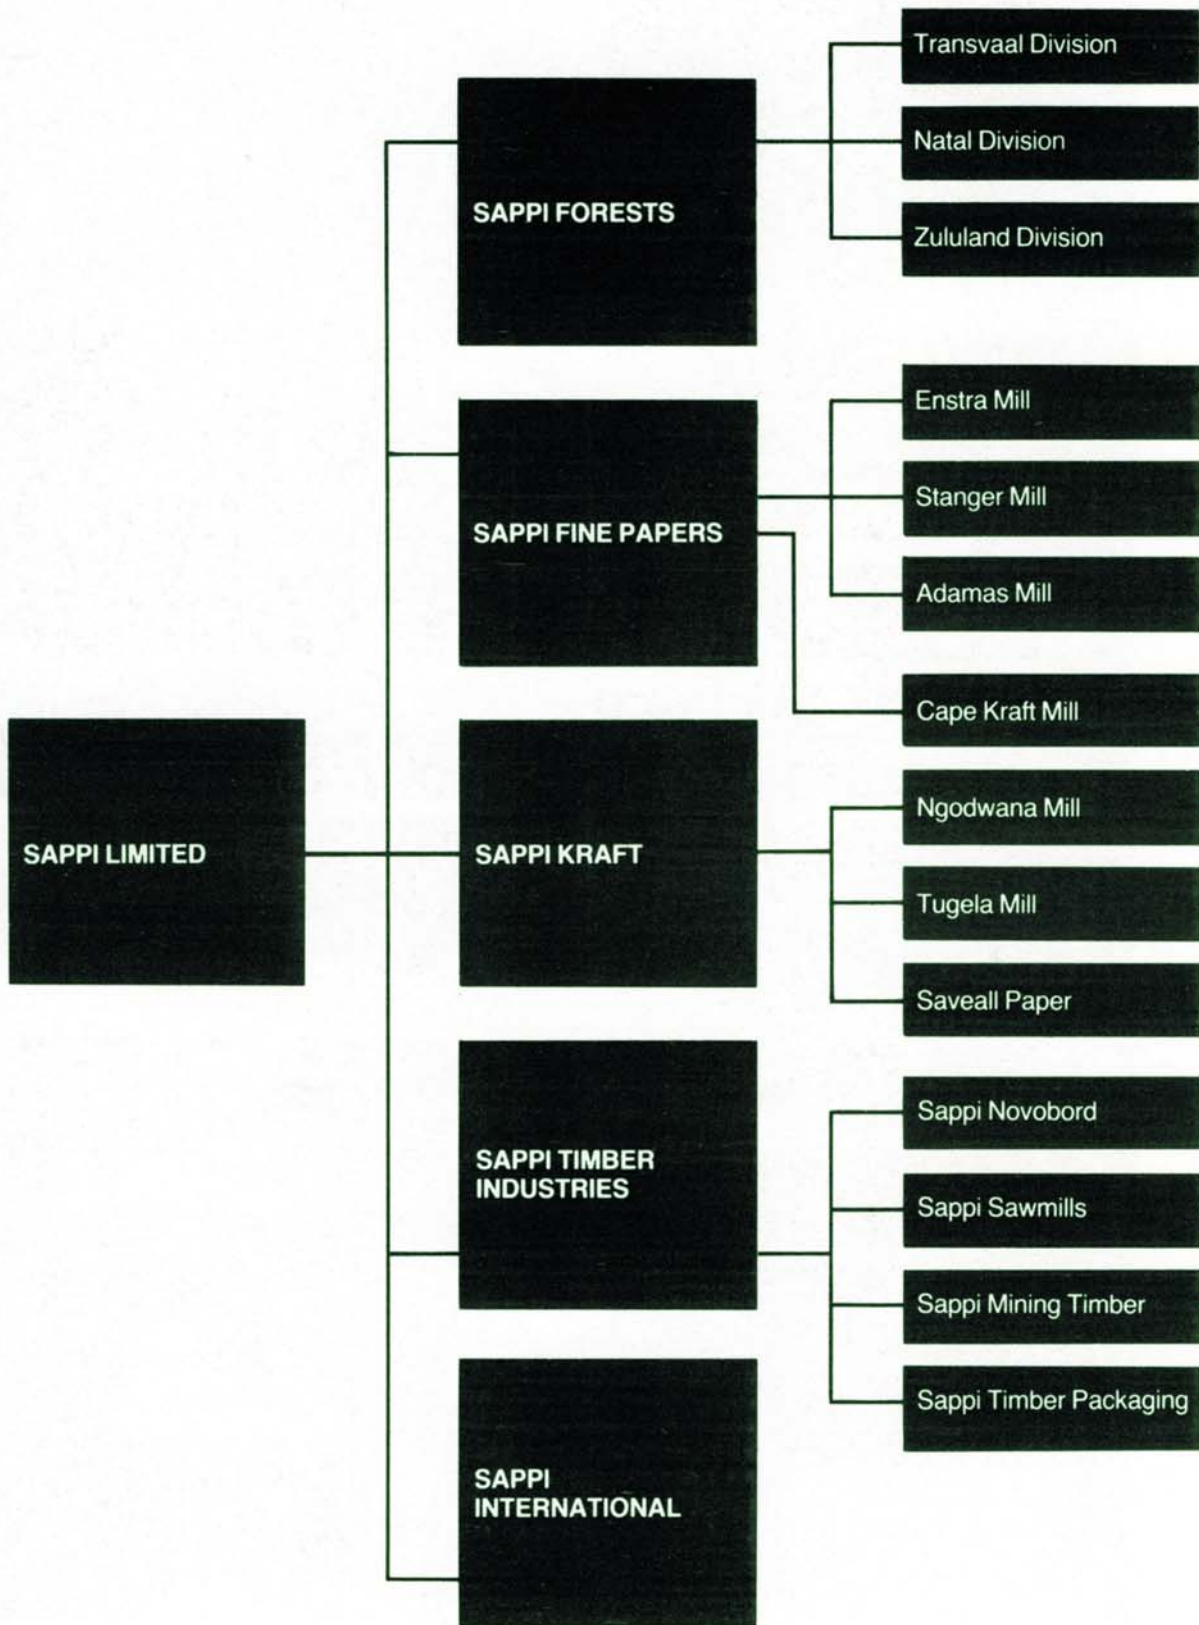 SAPPI LIMITED
SAPPI FORESTS
Transvaal Division
Natal Division
Zululand Division
SAPPI FINE PAPERS
Enstra Mill
Stanger Mill
Adamas Mill
Cape Kraft Mill
SAPPI KRAFT
Ngodwana Mill
Tugela Mill
Saveall Paper
SAPPI TIMBER
INDUSTRIES
Sappi Novobord
Sappi Sawmills
Sappi Mining Timber
Sappi Timber Packaging
SAPPI
INTERNATIONAL